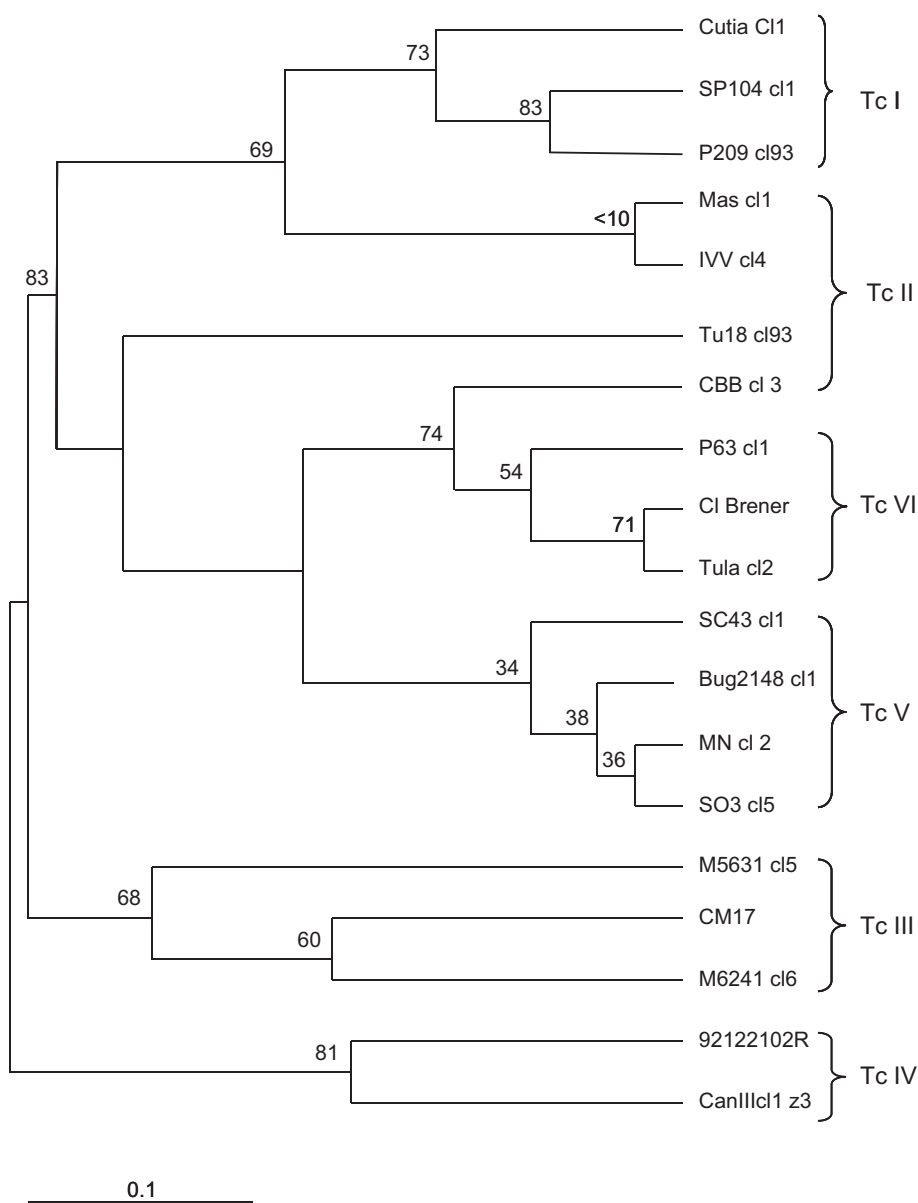 Cutia Cl1
73
SP104 cl1
Tc I
83
P209 cl93
69
Mas cl1
<10
IVV cl4
83
Tc II
Tu18 cl93
CBB cl 3
74
P63 cl1
54
Cl Brener
Tc VI
71
Tula cl2
SC43 cl1
34
Bug2148 cl1
Tc V
38
MN cl 2
36
SO3 cl5
M5631 cl5
68
CM17
Tc III
60
M6241 cl6
92122102R
81
Tc IV
CanIIIcl1 z3
0.1